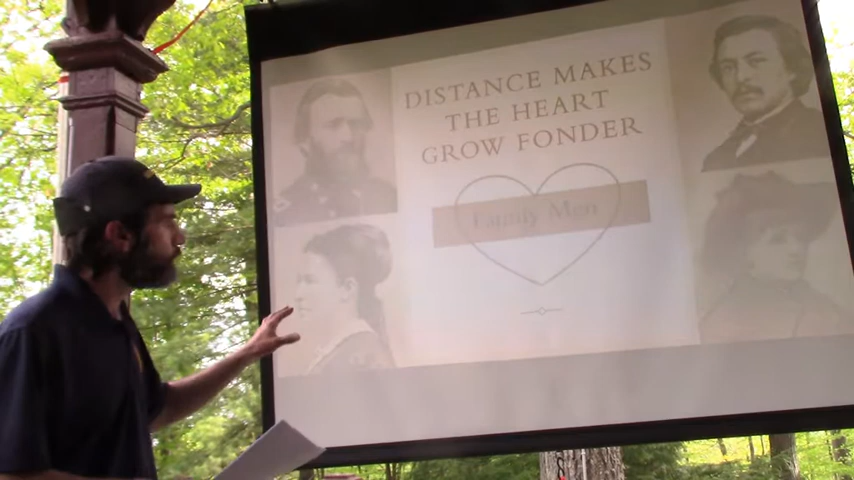 DISTANCE MAKES
THE HEART
GROW FONDER
Family Men